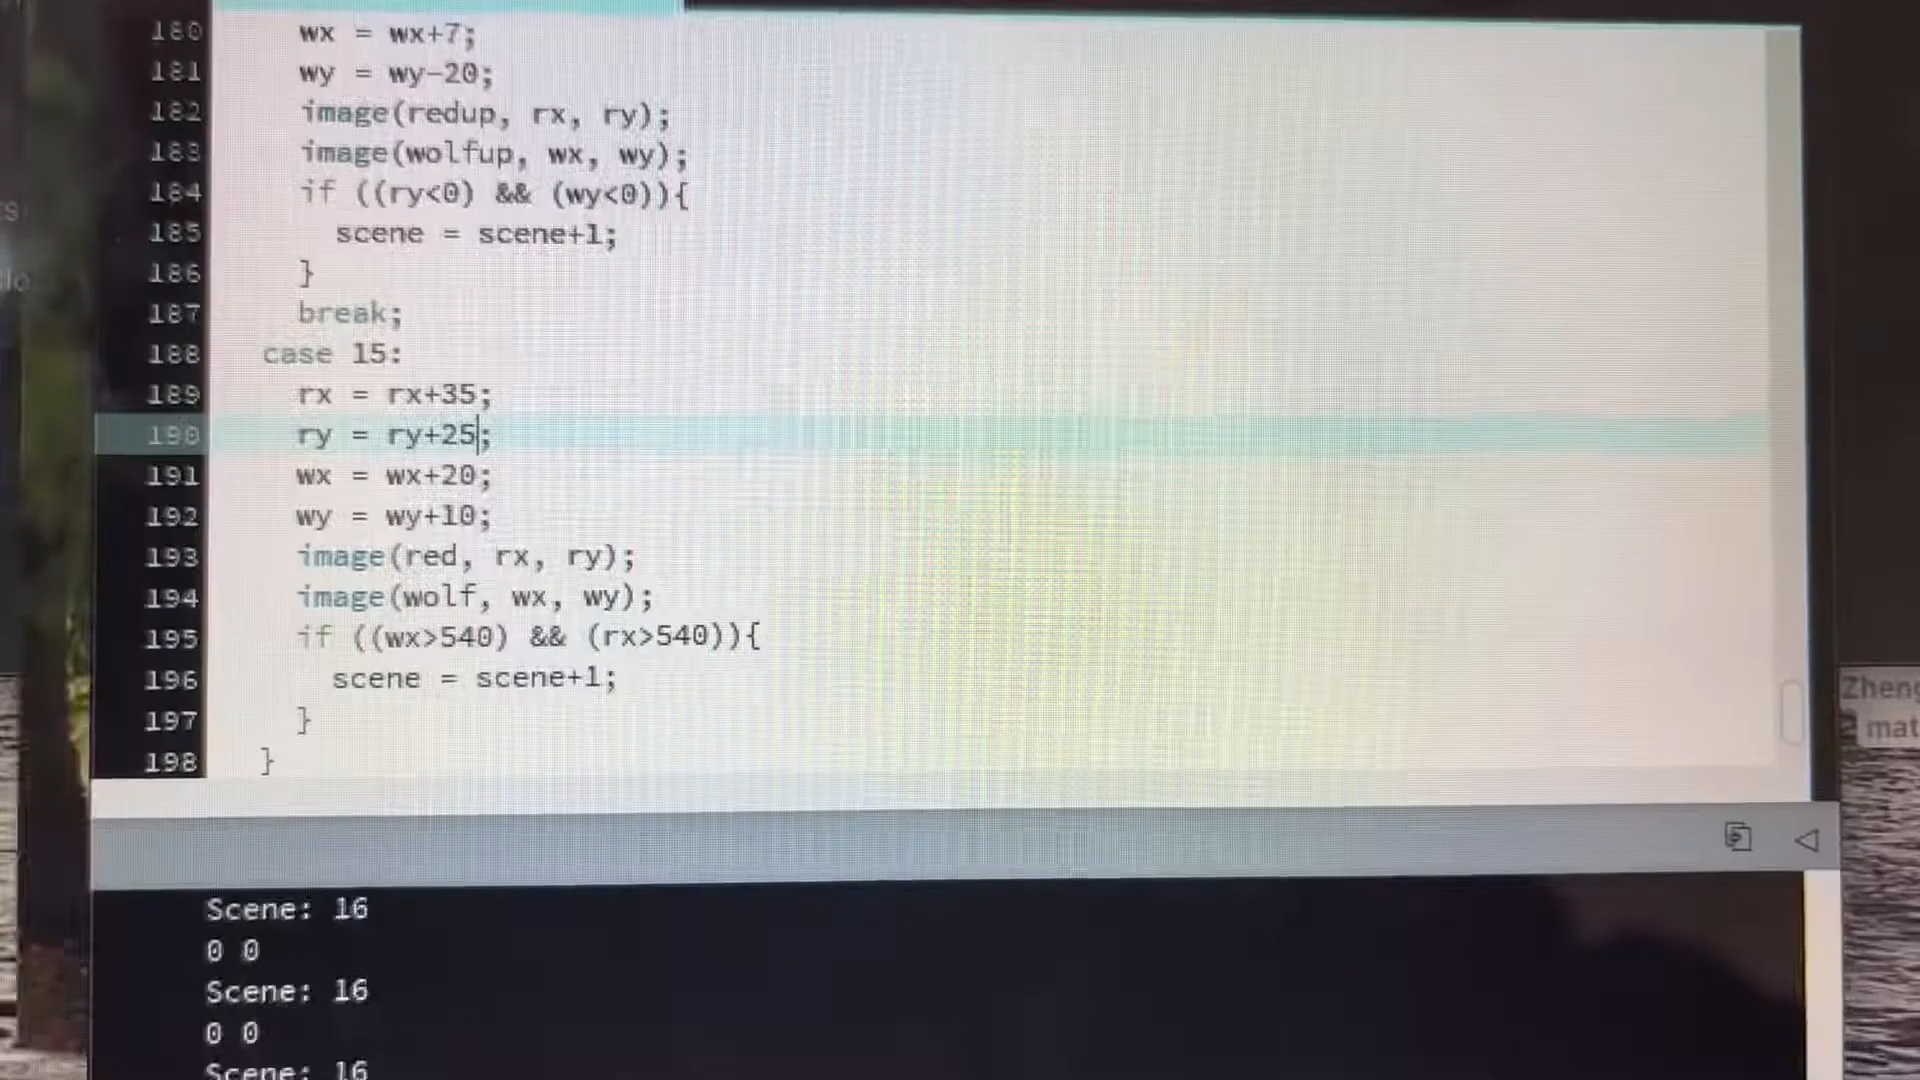 180 wx = wx+7;
181 wy = wy-20;
182 image(redup, rx, ry);
183 image(wolfup, wx, wy);
184 if ((ry<0) && (wy<0)){
185 scene = scene+1;
186 }
187 break;
188 case 15:
189 rx = rx+35;
190 ry = ry+25;
191 wx = wx+20;
192 wy = wy+10;
193 image(red, rx, ry);
194 image(wolf, wx, wy);
195 if ((wx>540) && (rx>540)){
196 scene = scene+1;
197 }
198 }
Zheng
mat
Scene: 16
0 0
Scene: 16
0 0
Scene: 16